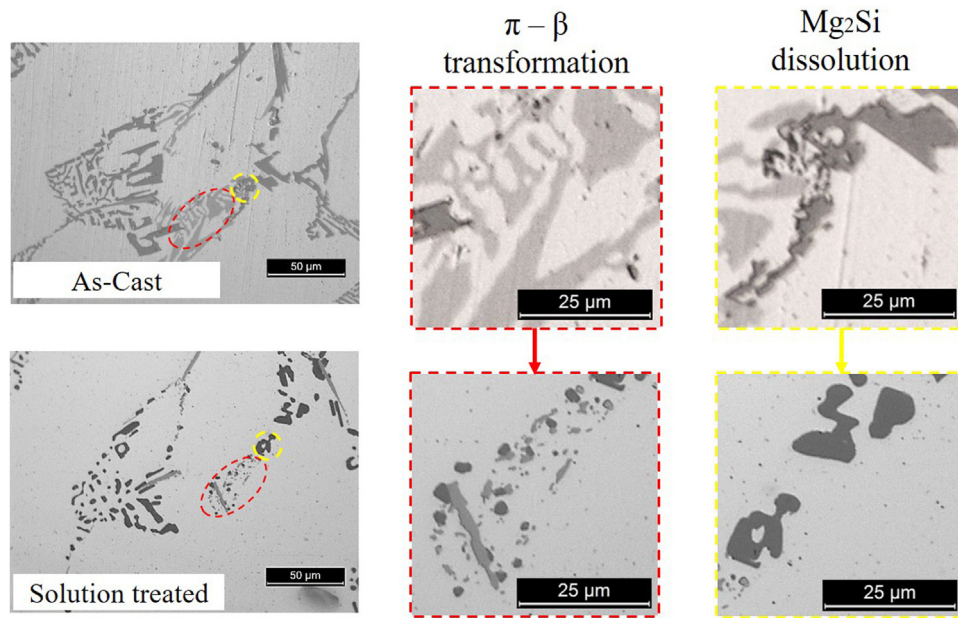 π – β
transformation
Mg₂Si
dissolution
As-Cast
50 µm
25 µm
25 µm
Solution treated
50 µm
25 µm
25 µm